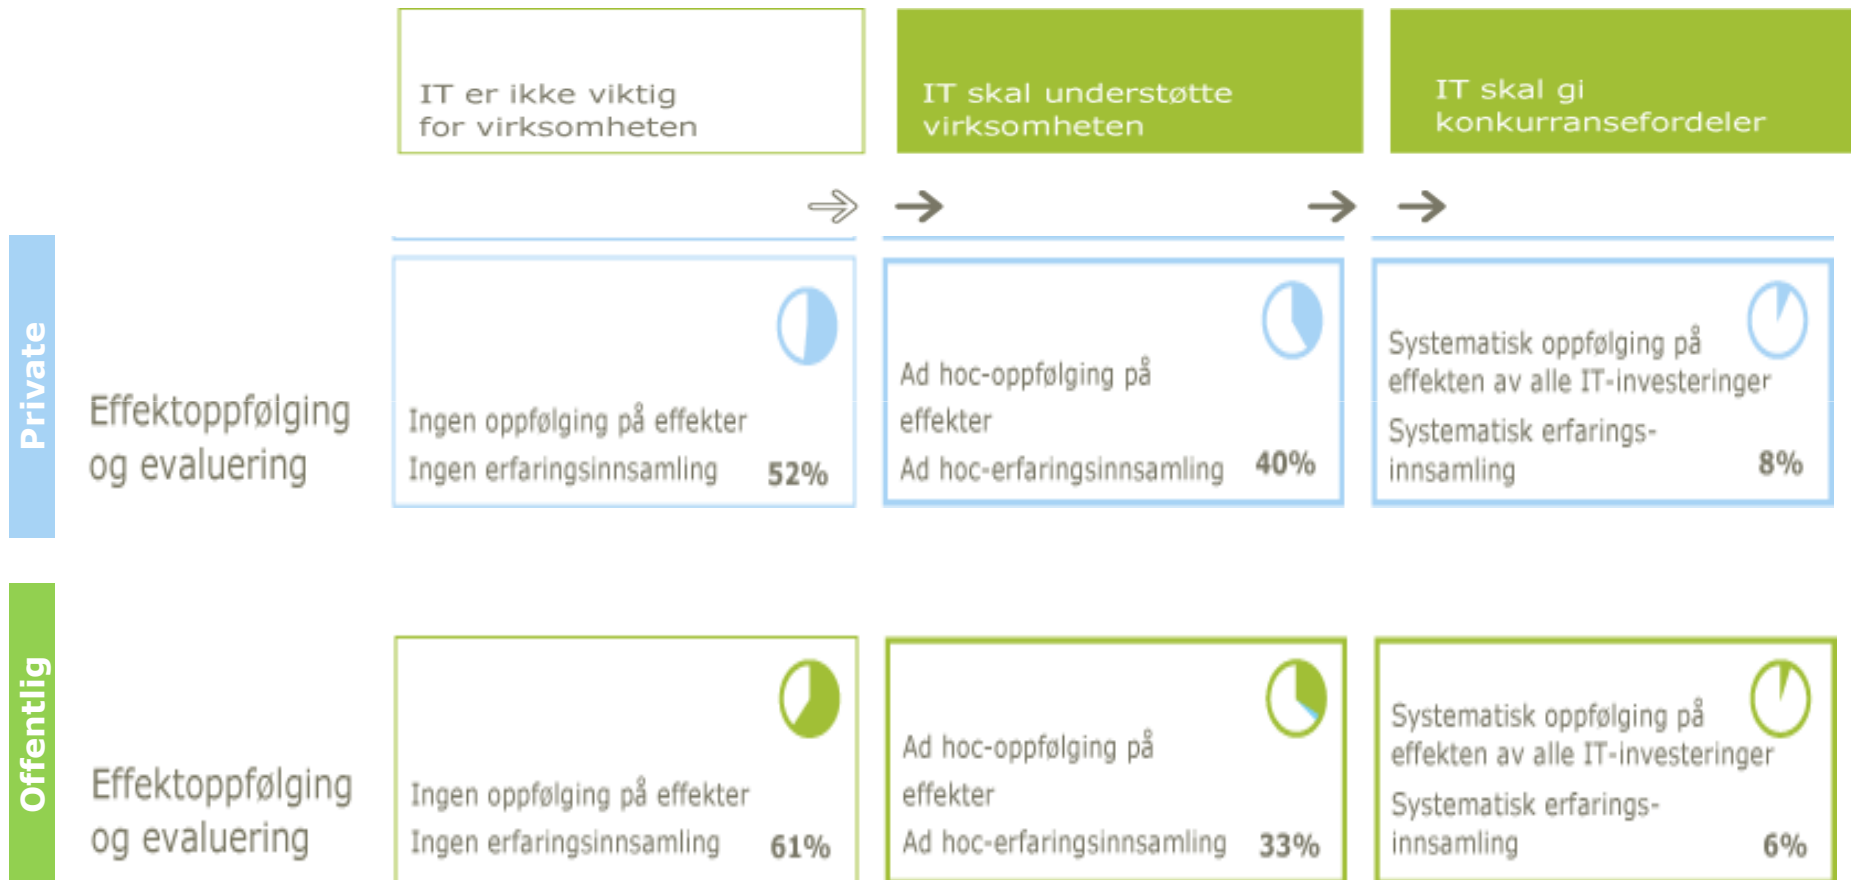 IT er ikke viktig
for virksomheten
IT skal understøtte
virksomheten
IT skal gi
konkurransefordeler
Private
Effektoppfølging
og evaluering
Ingen oppfølging på effekter
Ingen erfaringsinnsamling 52%
Ad hoc-oppfølging på
effekter
Ad hoc-erfaringsinnsamling 40%
Systematisk oppfølging på
effekten av alle IT-investeringer
Systematisk erfarings-
innsamling 8%
Offentlig
Effektoppfølging
og evaluering
Ingen oppfølging på effekter
Ingen erfaringsinnsamling 61%
Ad hoc-oppfølging på
effekter
Ad hoc-erfaringsinnsamling 33%
Systematisk oppfølging på
effekten av alle IT-investeringer
Systematisk erfarings-
innsamling 6%